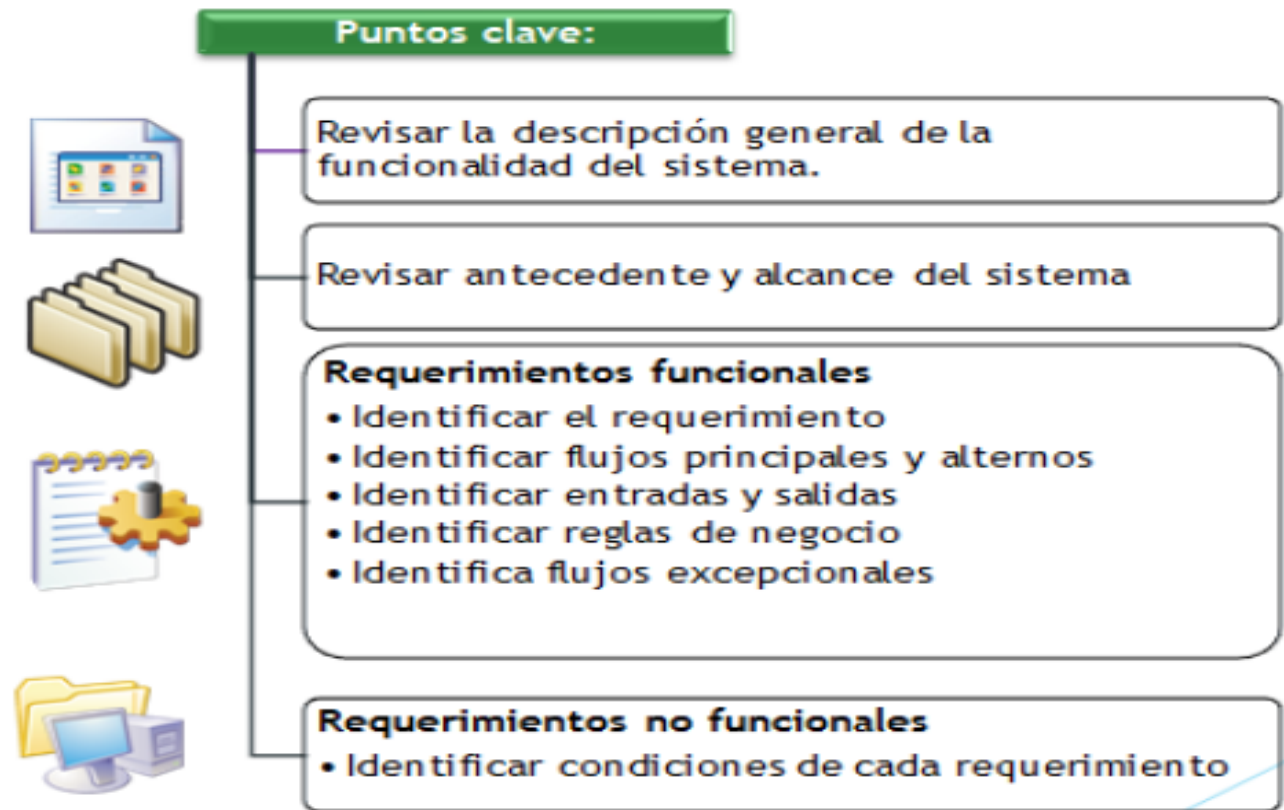 Puntos clave:
Revisar la descripción general de la
funcionalidad del sistema.
Revisar antecedente y alcance del sistema
Requerimientos funcionales
• Identificar el requerimiento
• Identificar flujos principales y alternos
• Identificar entradas y salidas
• Identificar reglas de negocio
• Identifica flujos excepcionales
Requerimientos no funcionales
• Identificar condiciones de cada requerimiento